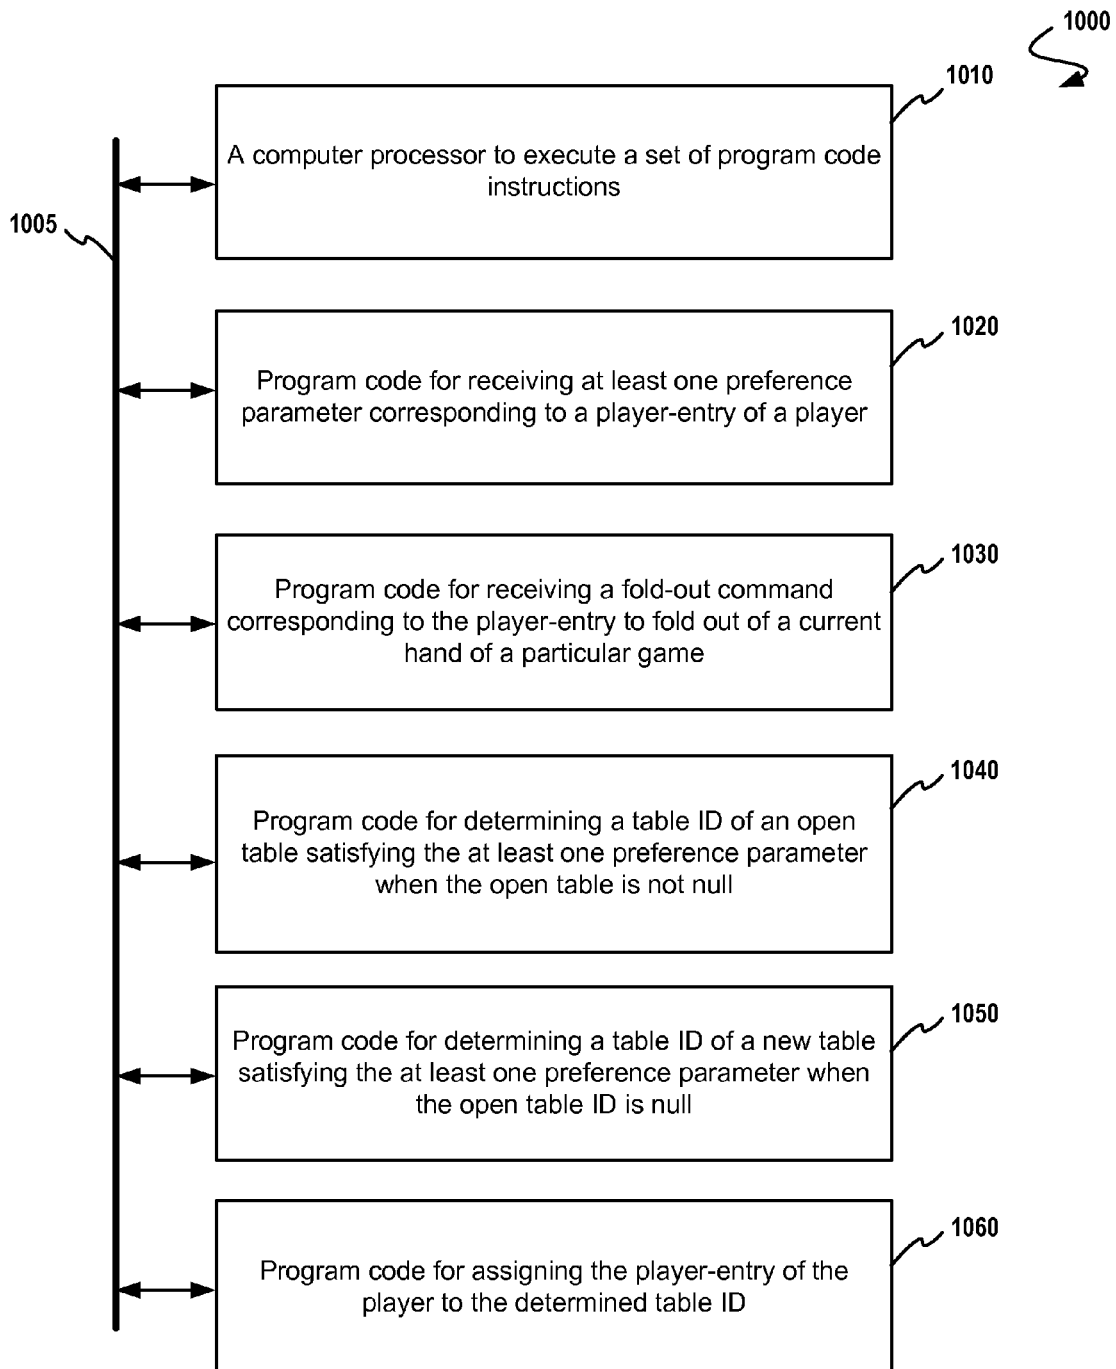 1000
1010
A computer processor to execute a set of program code
instructions
1005
1020
Program code for receiving at least one preference
parameter corresponding to a player-entry of a player
1030
Program code for receiving a fold-out command
corresponding to the player-entry to fold out of a current
hand of a particular game
1040
Program code for determining a table ID of an open
table satisfying the at least one preference parameter
when the open table is not null
1050
Program code for determining a table ID of a new table
satisfying the at least one preference parameter when
the open table ID is null
1060
Program code for assigning the player-entry of the
player to the determined table ID